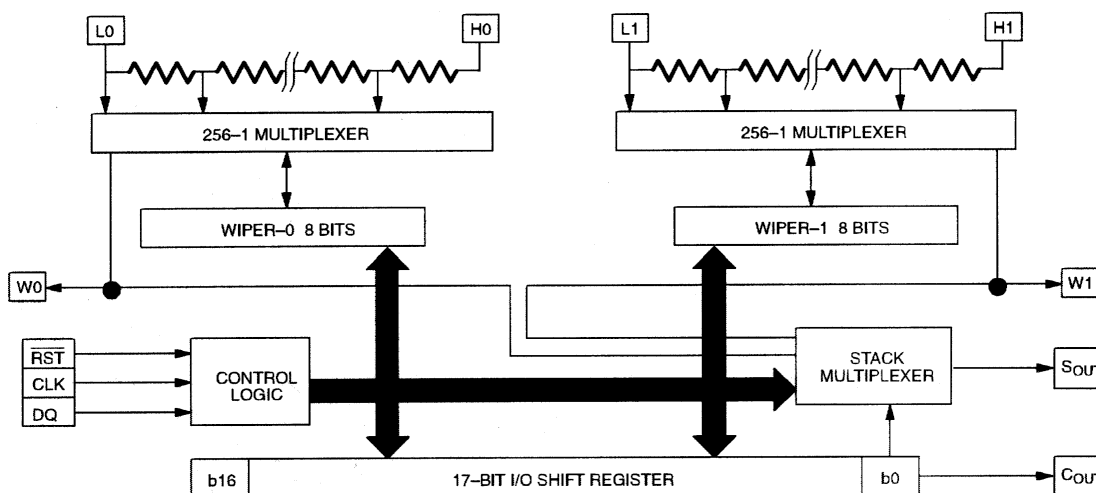 L0 H0 L1 H1
256–1 MULTIPLEXER 256–1 MULTIPLEXER
WIPER–0 8 BITS WIPER–1 8 BITS
W0 W1
RST
CLK
DQ
CONTROL
LOGIC
STACK
MULTIPLEXER
SOUT
b16 17–BIT I/O SHIFT REGISTER b0 COUT